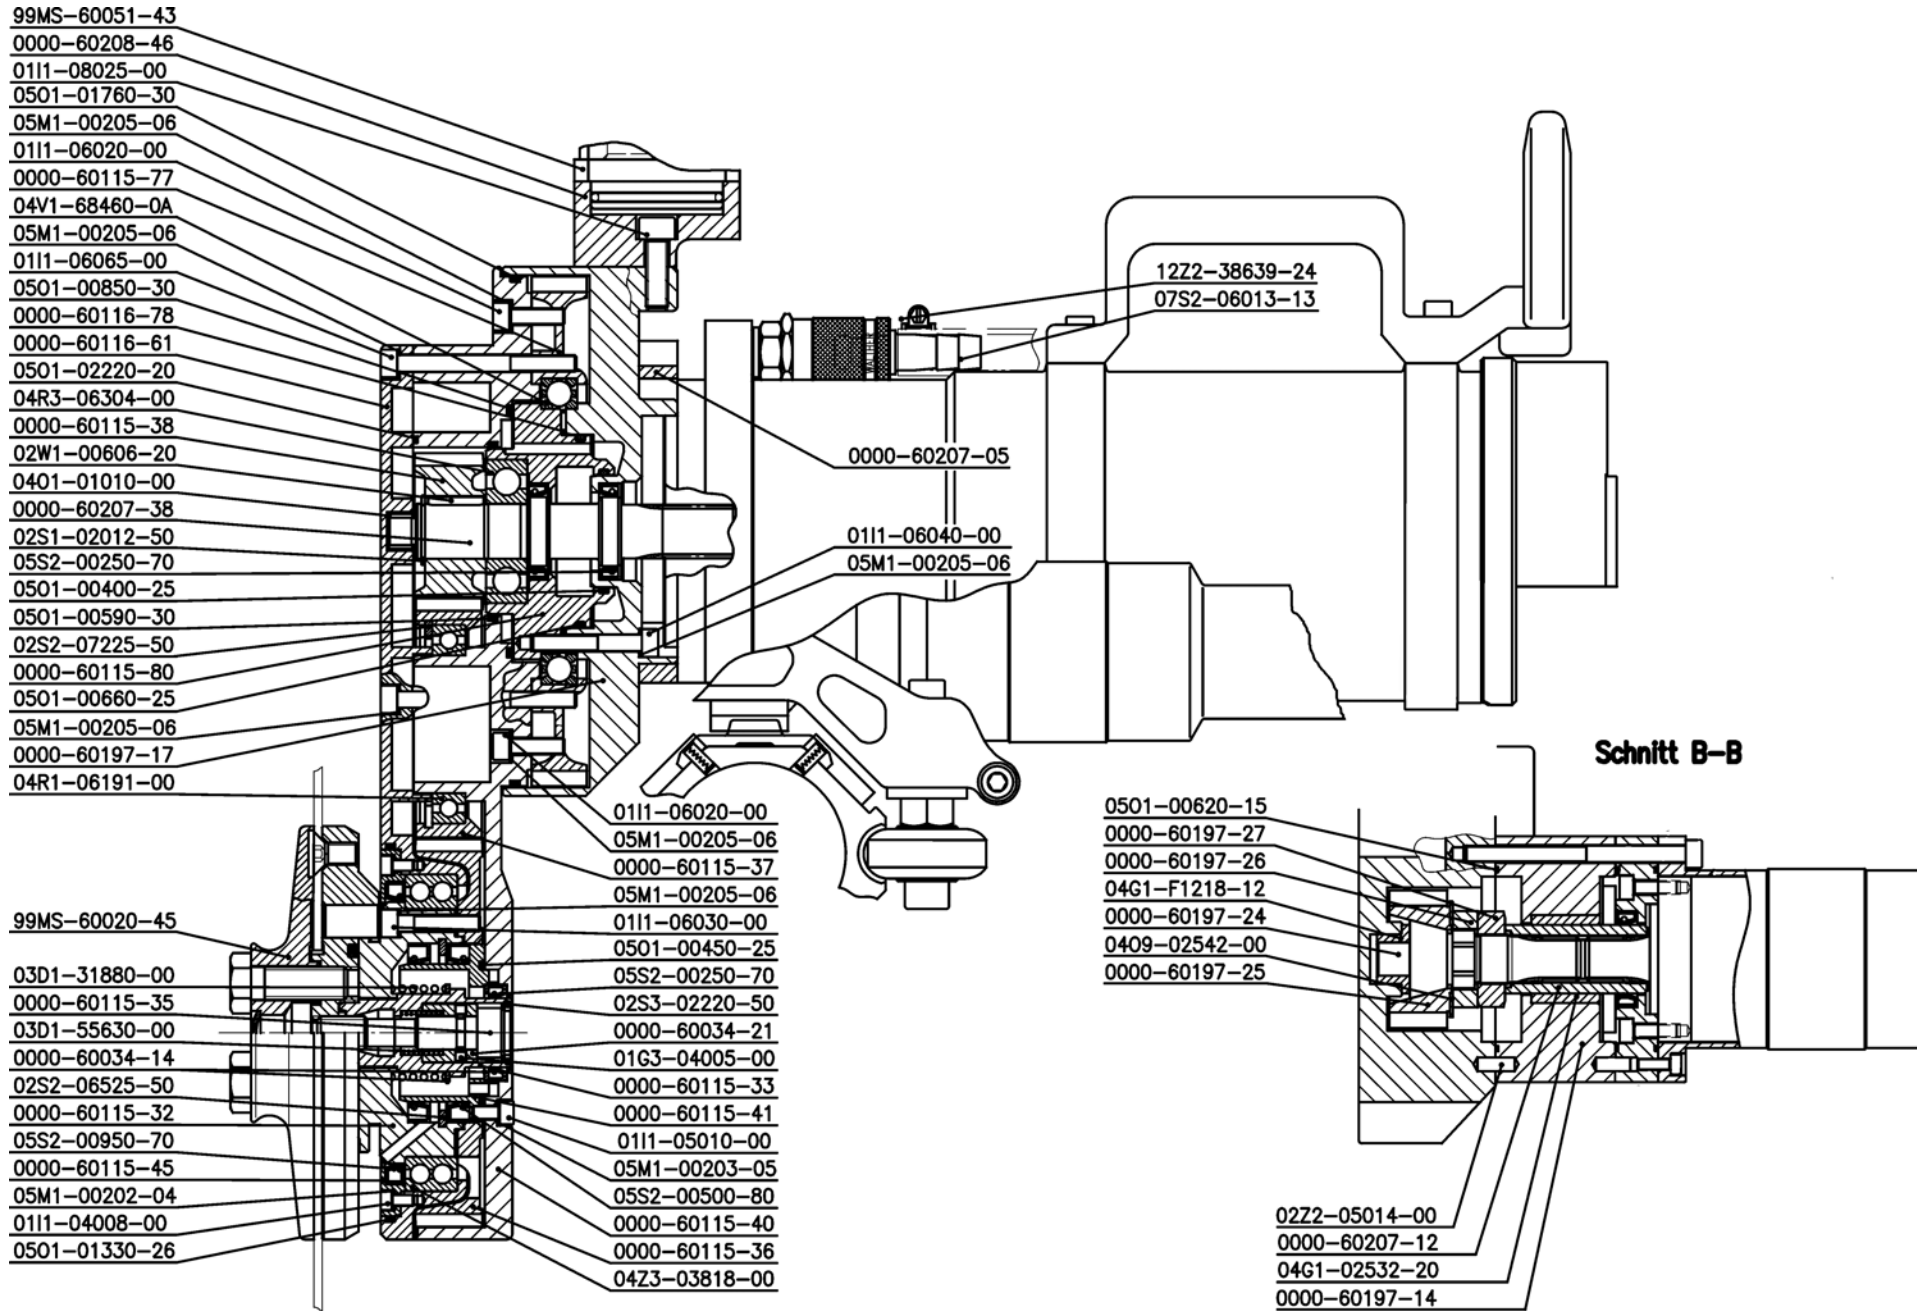 99MS-60051-43
0000-60208-46
01I1-08025-00
05O1-01760-30
05M1-00205-06
01I1-06020-00
0000-60115-77
04V1-68460-0A
05M1-00205-06
01I1-06065-00
05O1-00850-30
0000-60116-78
0000-60116-61
05O1-02220-20
04R3-06304-00
0000-60115-38
02W1-00606-20
04O1-01010-00
0000-60207-38
02S1-02012-50
05S2-00250-70
05O1-00400-25
05O1-00590-30
02S2-07225-50
0000-60115-80
05O1-00660-25
05M1-00205-06
0000-60197-17
04R1-06191-00
99MS-60020-45
03D1-31880-00
0000-60115-35
03D1-55630-00
0000-60034-14
02S2-06525-50
0000-60115-32
05S2-00950-70
0000-60115-45
05M1-00202-04
01I1-04008-00
05O1-01330-26
12Z2-38639-24
07S2-06013-13
0000-60207-05
01I1-06040-00
05M1-00205-06
01I1-06020-00
05M1-00205-06
0000-60115-37
05M1-00205-06
01I1-06030-00
05O1-00450-25
05S2-00250-70
02S3-02220-50
0000-60034-21
01G3-04005-00
0000-60115-33
0000-60115-41
01I1-05010-00
05M1-00203-05
05S2-00500-80
0000-60115-40
0000-60115-36
04Z3-03818-00
Schnitt B-B
05O1-00620-15
0000-60197-27
0000-60197-26
04G1-F1218-12
0000-60197-24
04O9-02542-00
0000-60197-25
02Z2-05014-00
0000-60207-12
04G1-02532-20
0000-60197-14